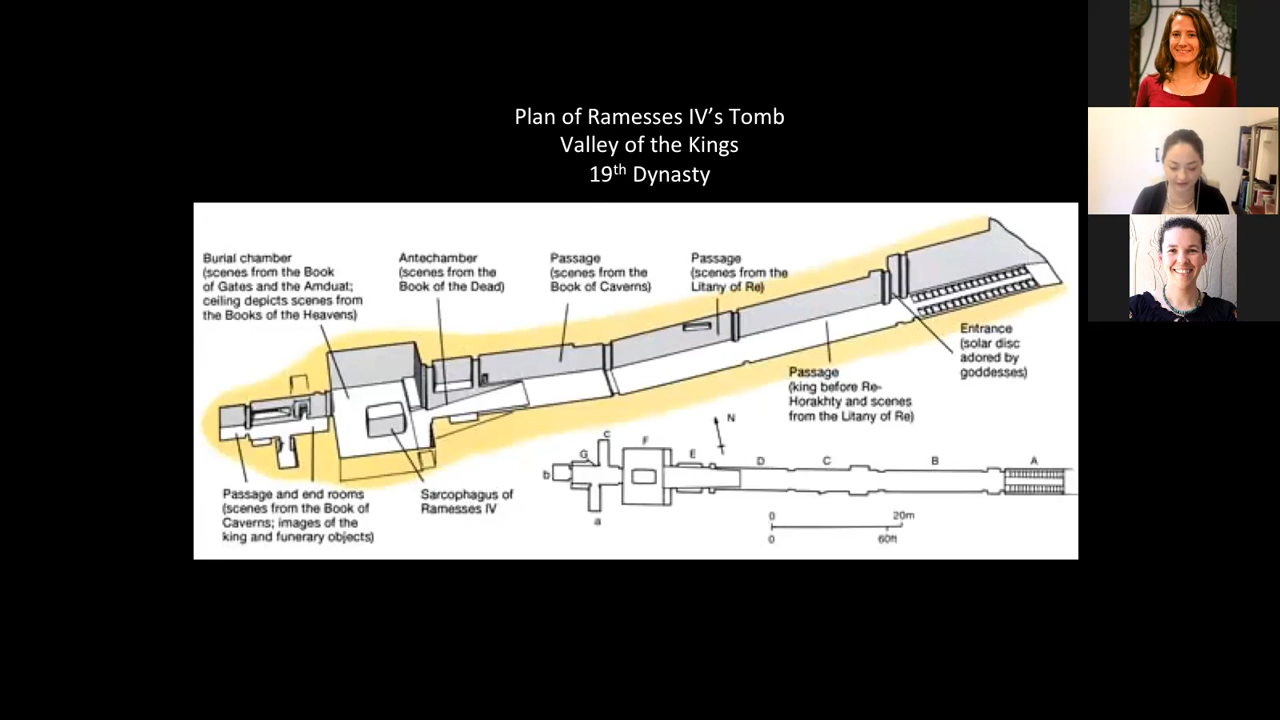 Plan of Ramesses IV’s Tomb
Valley of the Kings
19th Dynasty
Burial chamber
(scenes from the Book
of Gates and the Amduat;
ceiling depicts scenes from
the Books of the Heavens)
Antechamber
(scenes from the
Book of the Dead)
Passage
(scenes from the
Book of Caverns)
Passage
(scenes from the
Litany of Re)
Entrance
(solar disc
adored by
goddesses)
Passage
(king before Re-
Horakhty and scenes
from the Litany of Re)
Passage and end rooms
(scenes from the Book of
Caverns; images of the
king and funerary objects)
Sarcophagus of
Ramesses IV
N
c
F
G
E
D
C
B
A
b
a
0
20m
0
60ft